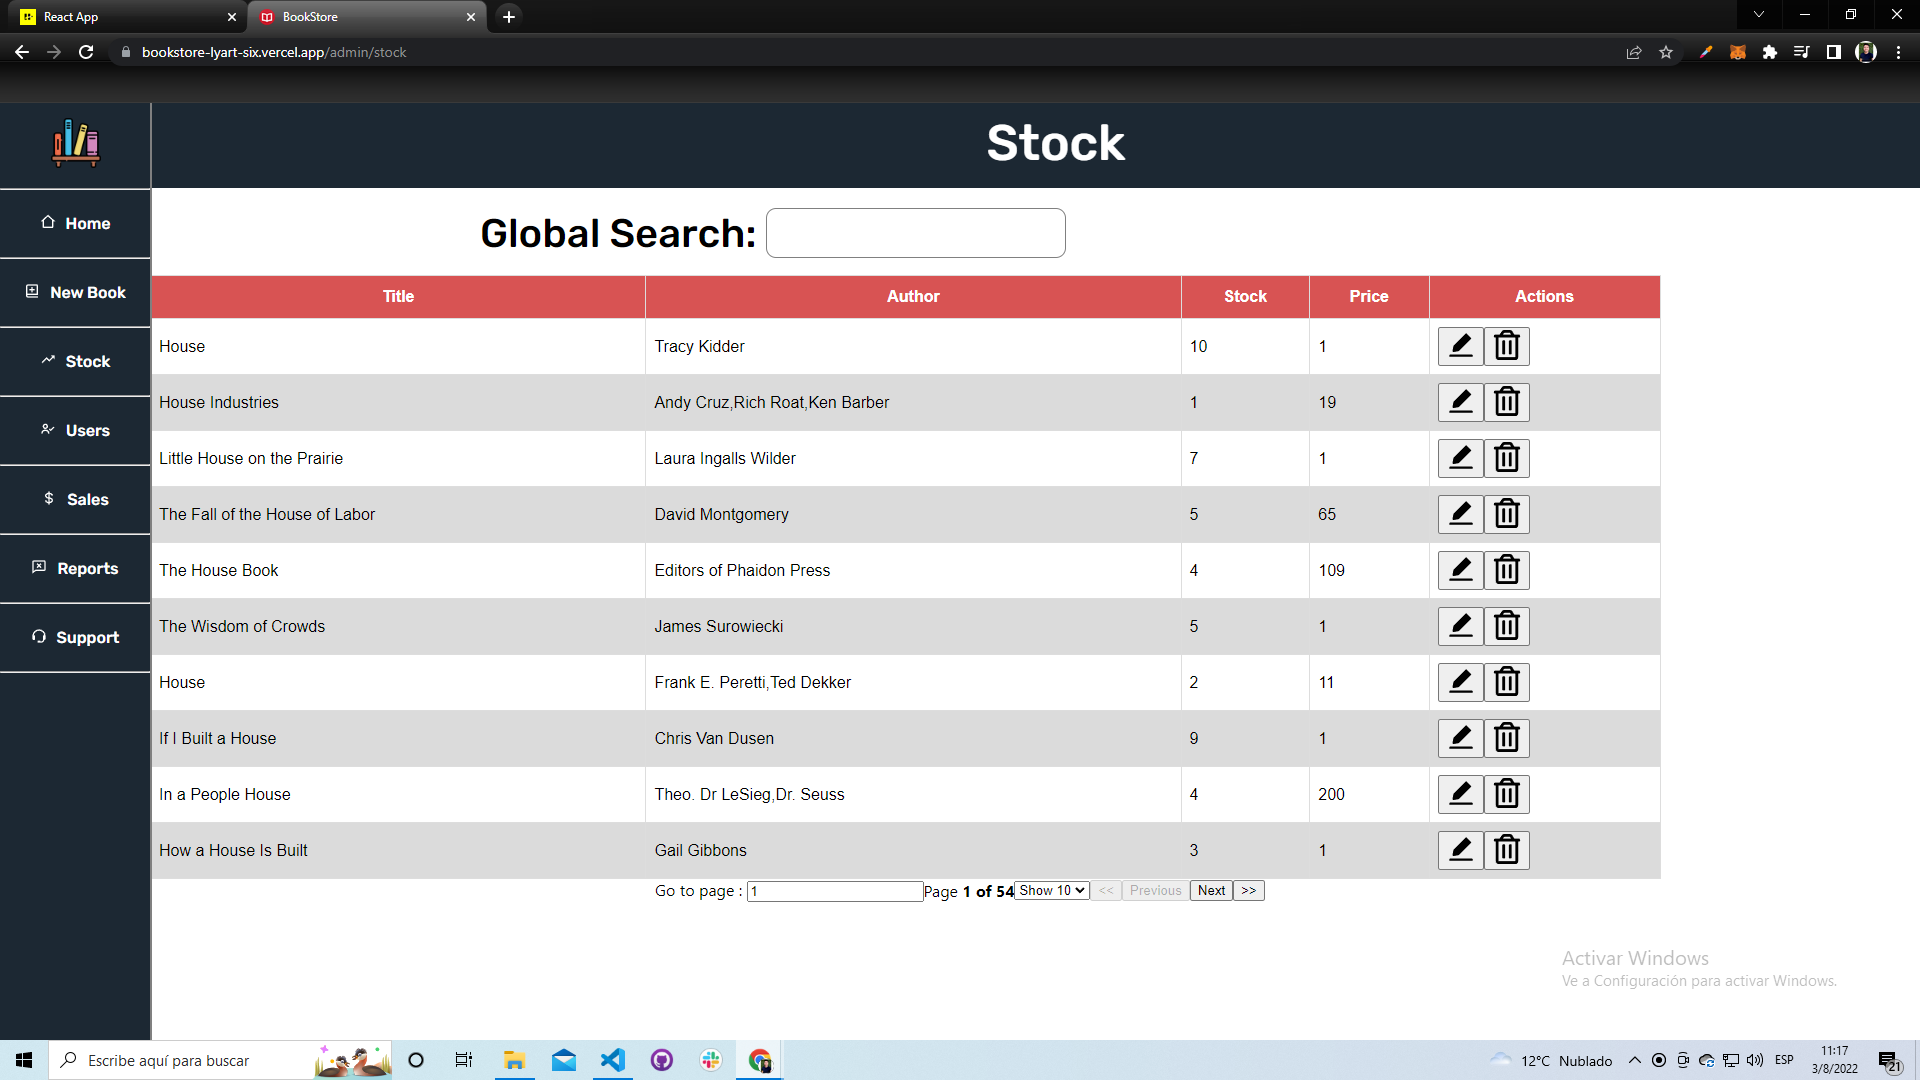 React App
BookStore
bookstore-lyart-six.vercel.app/admin/stock
Stock
Home
New Book
Stock
Users
Sales
Reports
Support
Global Search:
Title Author Stock Price Actions
House Tracy Kidder 10 1
House Industries Andy Cruz,Rich Roat,Ken Barber 1 19
Little House on the Prairie Laura Ingalls Wilder 7 1
The Fall of the House of Labor David Montgomery 5 65
The House Book Editors of Phaidon Press 4 109
The Wisdom of Crowds James Surowiecki 5 1
House Frank E. Peretti,Ted Dekker 2 11
If I Built a House Chris Van Dusen 9 1
In a People House Theo. Dr LeSieg,Dr. Seuss 4 200
How a House Is Built Gail Gibbons 3 1
Go to page : 1 Page 1 of 54 Show 10 << Previous Next >>
Activar Windows
Ve a Configuración para activar Windows.
Escribe aquí para buscar
12°C Nublado
ESP
11:17
3/8/2022
21